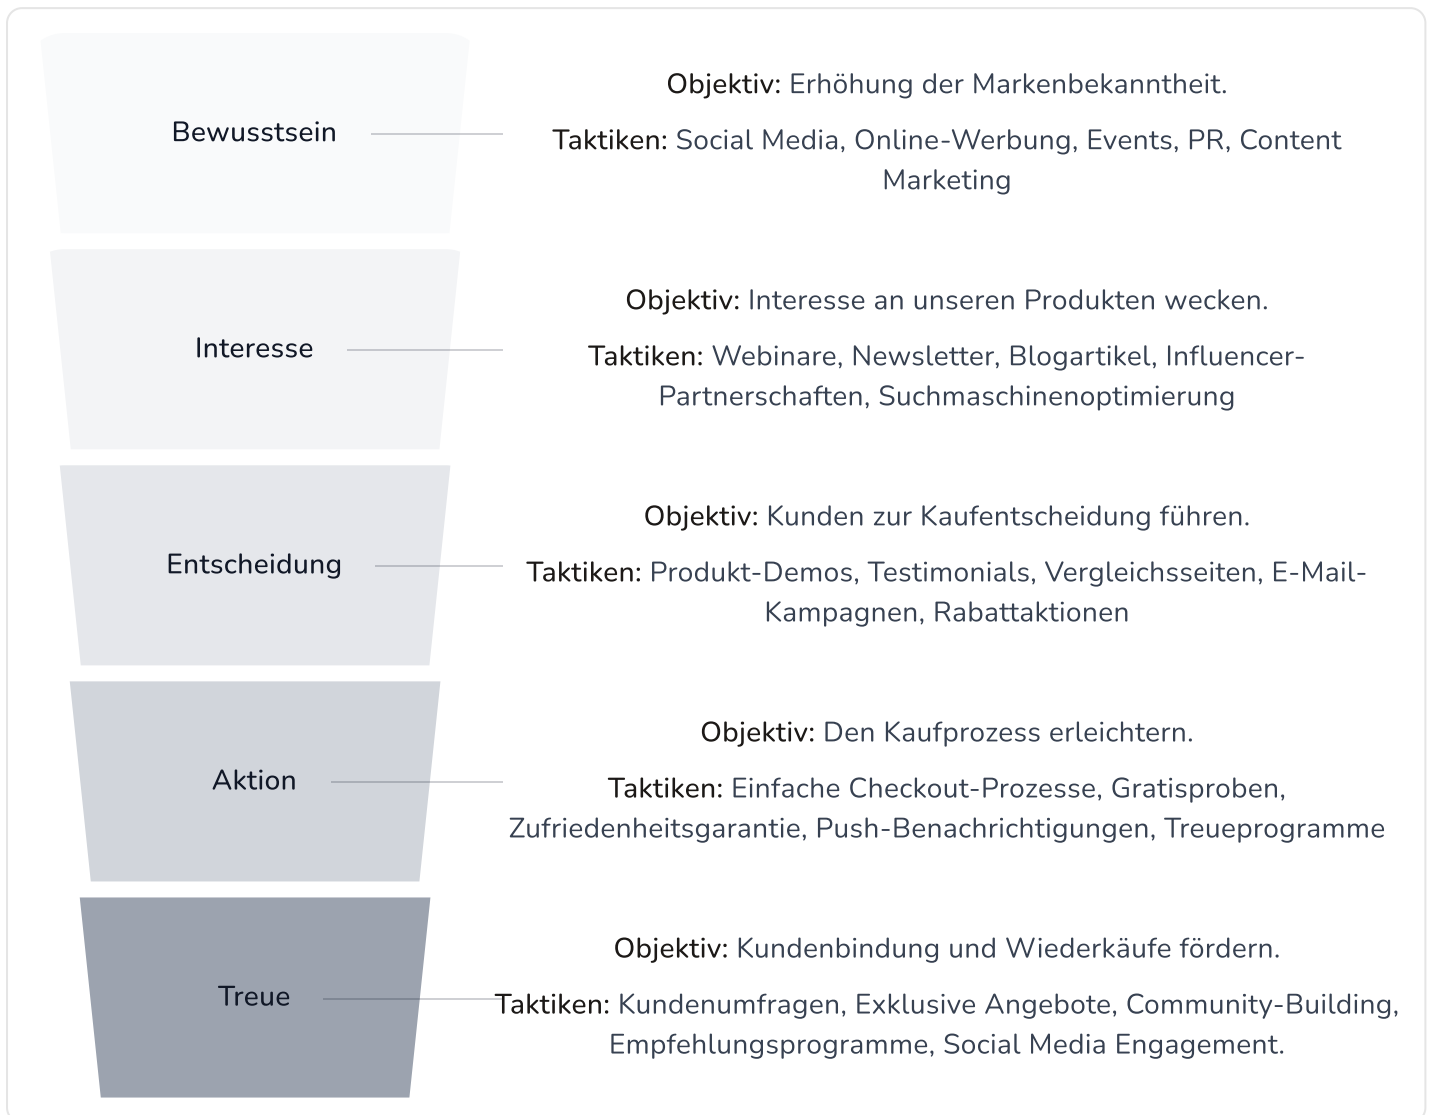 Bewusstsein
Objektiv: Erhöhung der Markenbekanntheit.
Taktiken: Social Media, Online-Werbung, Events, PR, Content
Marketing
Interesse
Objektiv: Interesse an unseren Produkten wecken.
Taktiken: Webinare, Newsletter, Blogartikel, Influencer-
Partnerschaften, Suchmaschinenoptimierung
Entscheidung
Objektiv: Kunden zur Kaufentscheidung führen.
Taktiken: Produkt-Demos, Testimonials, Vergleichsseiten, E-Mail-
Kampagnen, Rabattaktionen
Aktion
Objektiv: Den Kaufprozess erleichtern.
Taktiken: Einfache Checkout-Prozesse, Gratisproben,
Zufriedenheitsgarantie, Push-Benachrichtigungen, Treueprogramme
Treue
Objektiv: Kundenbindung und Wiederkäufe fördern.
Taktiken: Kundenumfragen, Exklusive Angebote, Community-Building,
Empfehlungsprogramme, Social Media Engagement.